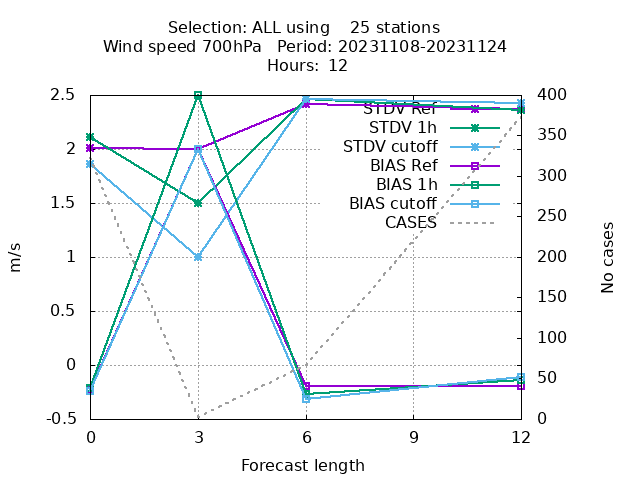 Selection: ALL using    25 stations
Wind speed 700hPa   Period: 20231108-20231124
Hours:  12
2.5
2
1.5
1
0.5
0
-0.5
m/s
400
350
300
250
200
150
100
50
0
No cases
STDV Ref
STDV 1h
STDV cutoff
BIAS Ref
BIAS 1h
BIAS cutoff
CASES
0
3
6
9
12
Forecast length